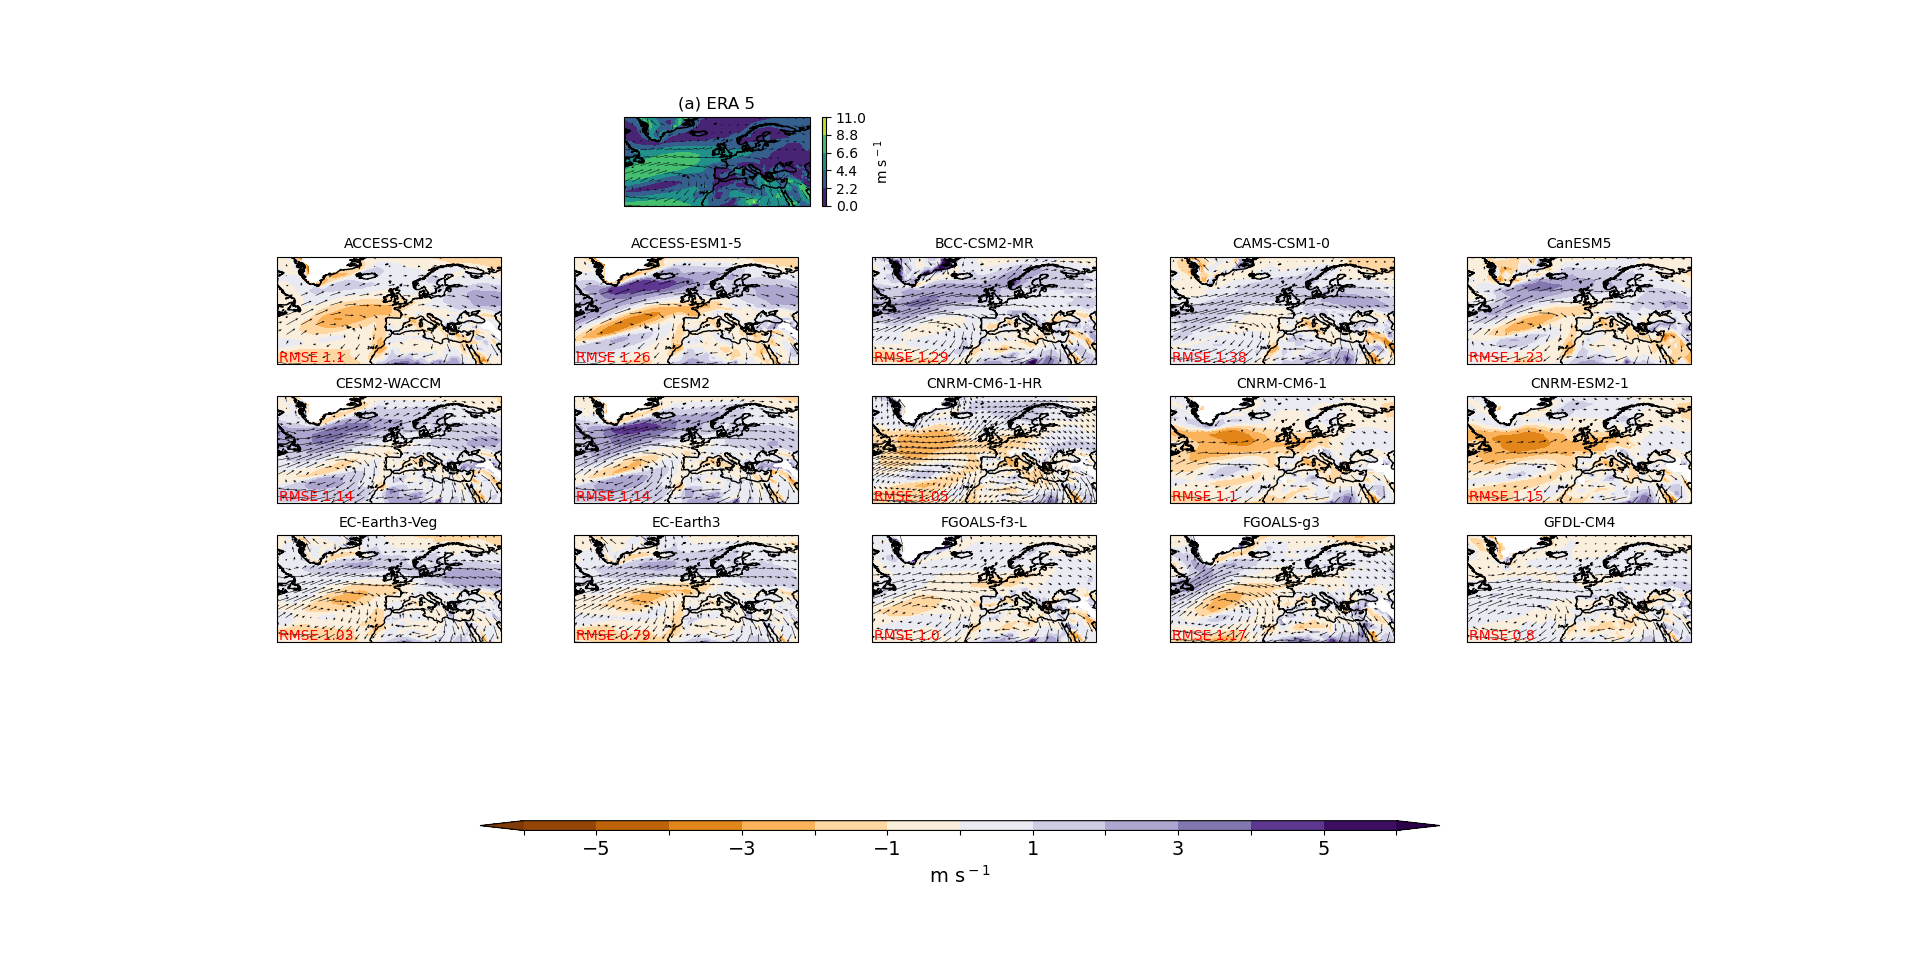 (a) ERA 5
11.0
8.8
6.6
4.4
2.2
0.0
m s⁻¹
ACCESS-CM2
ACCESS-ESM1-5
BCC-CSM2-MR
CAMS-CSM1-0
CanESM5
RMSE 1.1
RMSE 1.26
RMSE 1.29
RMSE 1.38
RMSE 1.23
CESM2-WACCM
CESM2
CNRM-CM6-1-HR
CNRM-CM6-1
CNRM-ESM2-1
RMSE 1.14
RMSE 1.14
RMSE 1.05
RMSE 1.1
RMSE 1.15
EC-Earth3-Veg
EC-Earth3
FGOALS-f3-L
FGOALS-g3
GFDL-CM4
RMSE 1.03
RMSE 0.79
RMSE 1.0
RMSE 1.17
RMSE 0.8
−5 −3 −1 1 3 5
m s⁻¹